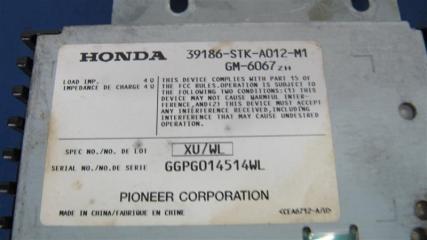 HONDA 39186-STK-A012-M1
GM-6067ZH
LOAD IMP. 4Ω
IMPEDANCE DE CHARGE 4Ω
THIS DEVICE COMPLIES WITH PART 15 OF
THE FCC RULES. OPERATION IS SUBJECT TO
THE FOLLOWING TWO CONDITIONS:(1) THIS
DEVICE MAY NOT CAUSE HARMFUL INTER-
FERENCE,AND(2) THIS DEVICE MUST ACCEPT
ANY INTERFERENCE RECEIVED,INCLUDING
INTERFERENCE THAT MAY CAUSE UNDESIRED
OPERATION.
SPEC NO./NO. DE LOT XU/WL
SERIAL NO./NO. DE SERIE GGPG014514WL
PIONEER CORPORATION
MADE IN CHINA/FABRIQUE EN CHINE <CEA6712-A/U>